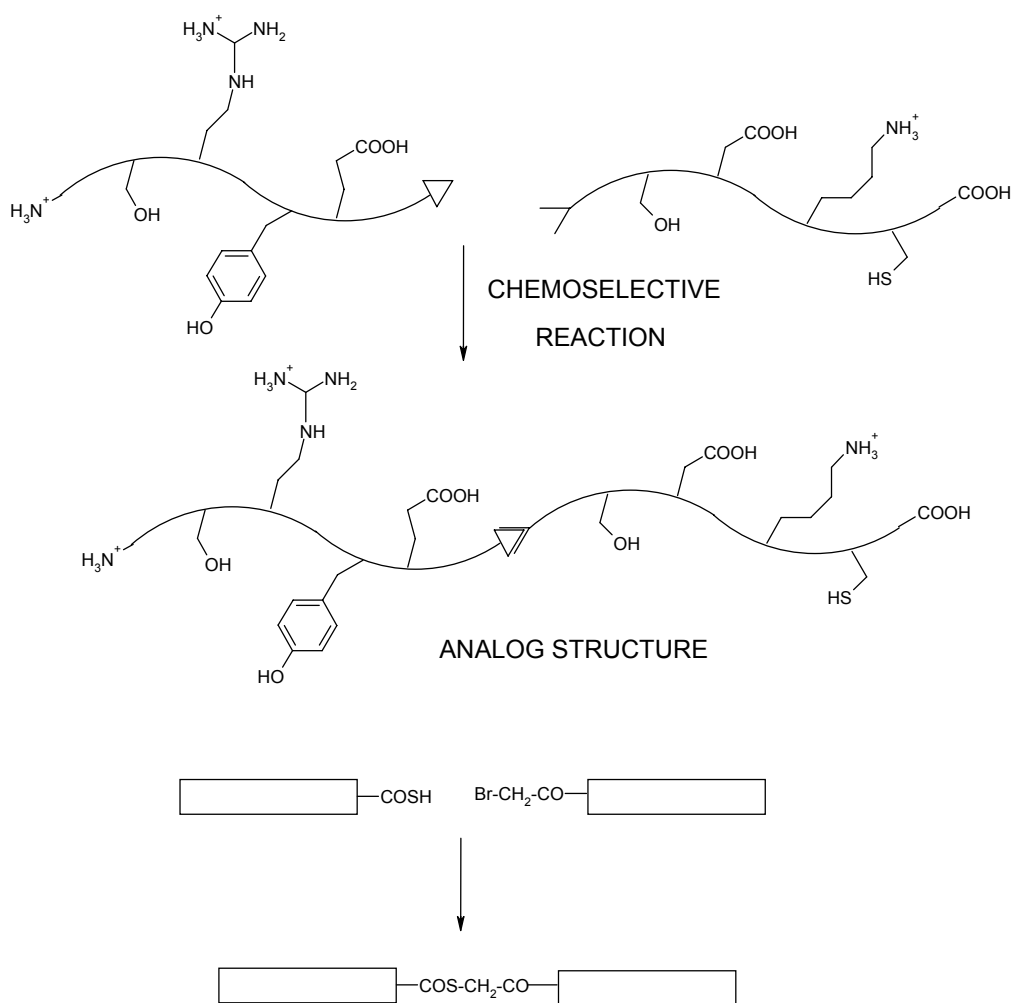 H3N+ NH2
NH
COOH
H3N+
OH
HO
COOH
NH3+
COOH
OH
HS
CHEMOSELECTIVE
REACTION
H3N+ NH2
NH
COOH
H3N+
OH
HO
COOH
NH3+
COOH
OH
HS
ANALOG STRUCTURE
COSH Br-CH2-CO
COS-CH2-CO